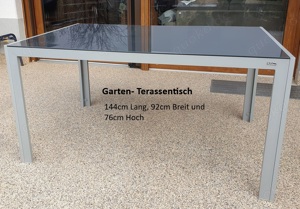 Garten- Terassentisch
144cm Lang, 92cm Breit und
76cm Hoch